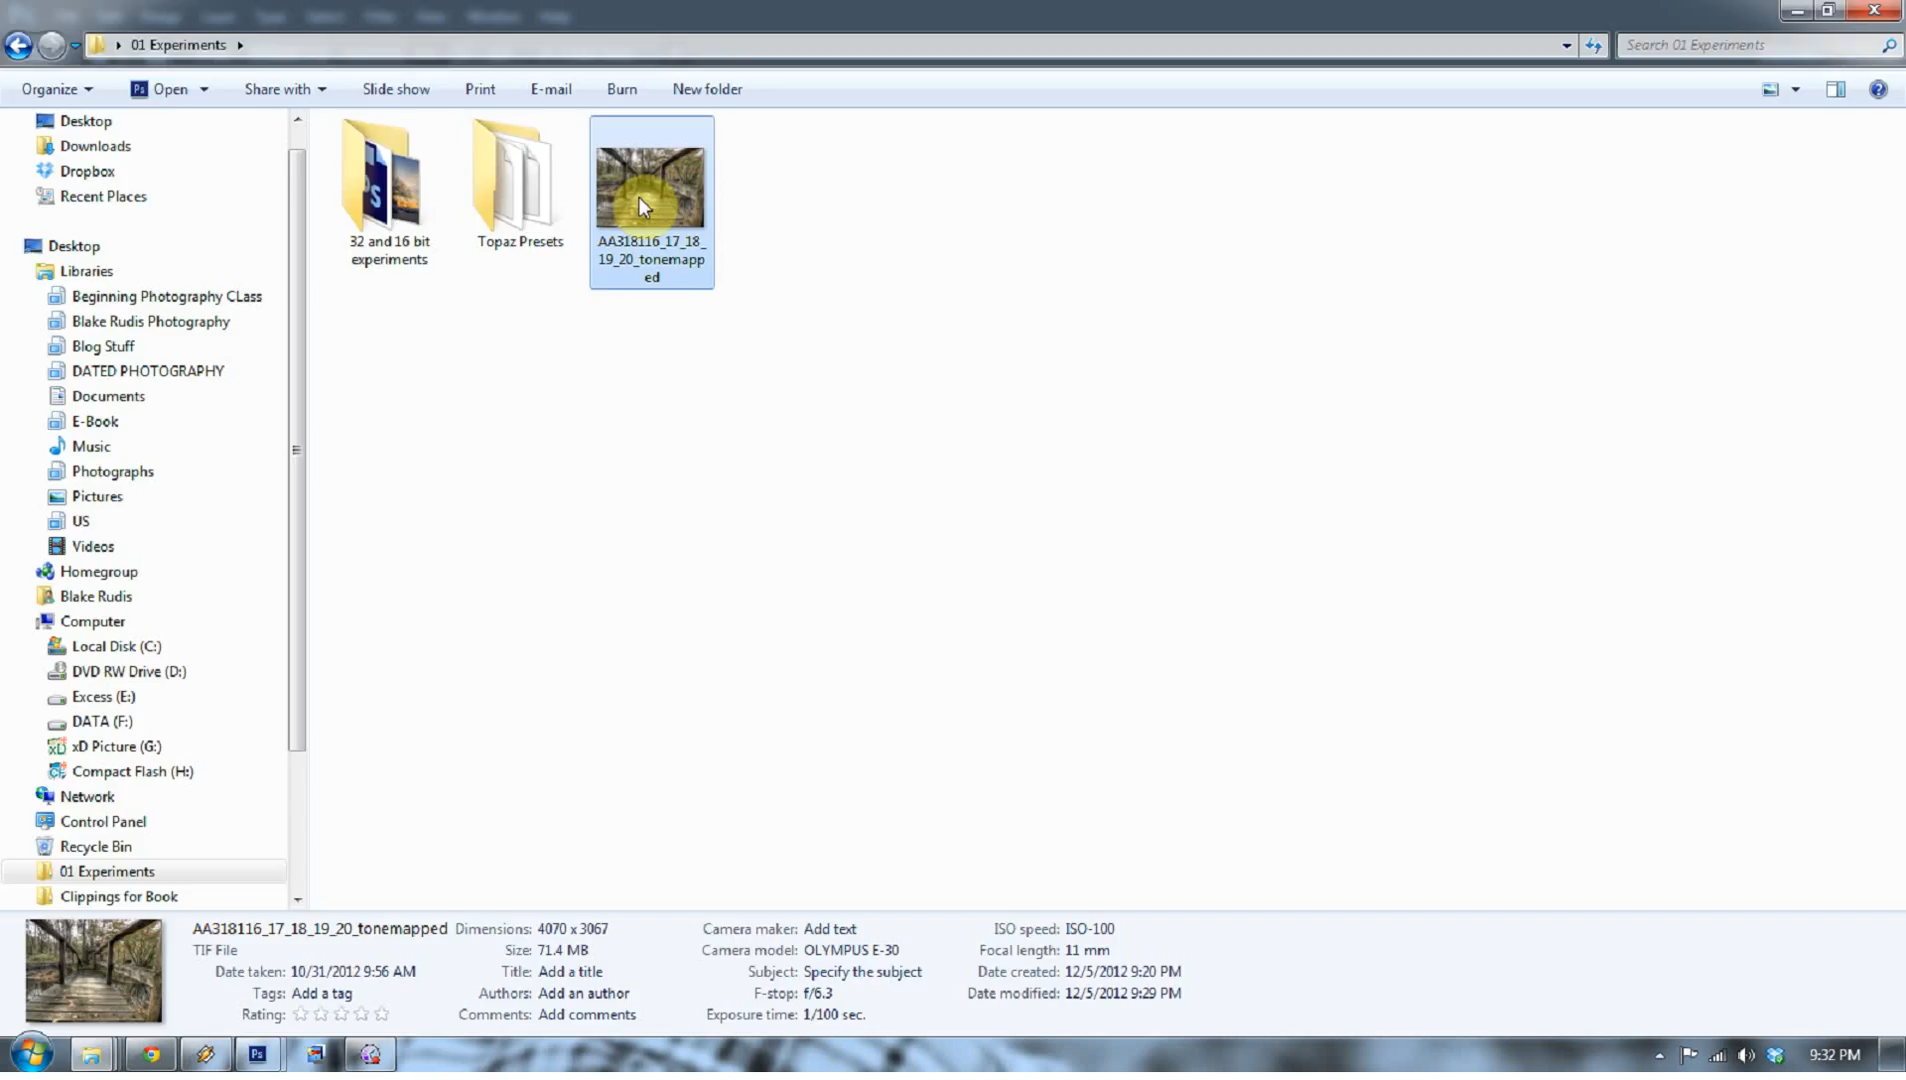 01 Experiments
Search 01 Experiments
Organize
Ps Open
Share with
Slide show
Print
E-mail
Burn
New folder
Desktop
Downloads
Dropbox
Recent Places
Desktop
Libraries
Beginning Photography CLass
Blake Rudis Photography
Blog Stuff
DATED PHOTOGRAPHY
Documents
E-Book
Music
Photographs
Pictures
US
Videos
Homegroup
Blake Rudis
Computer
Local Disk (C:)
DVD RW Drive (D:)
Excess (E:)
DATA (F:)
xD Picture (G:)
Compact Flash (H:)
Network
Control Panel
Recycle Bin
01 Experiments
Clippings for Book
32 and 16 bit
experiments
Topaz Presets
AA318116_17_18_
19_20_tonemapp
ed
AA318116_17_18_19_20_tonemapped
TIF File
Date taken: 10/31/2012 9:56 AM
Tags: Add a tag
Rating:
Dimensions: 4070 x 3067
Size: 71.4 MB
Title: Add a title
Authors: Add an author
Comments: Add comments
Camera maker: Add text
Camera model: OLYMPUS E-30
Subject: Specify the subject
F-stop: f/6.3
Exposure time: 1/100 sec.
ISO speed: ISO-100
Focal length: 11 mm
Date created: 12/5/2012 9:20 PM
Date modified: 12/5/2012 9:29 PM
Ps
9:32 PM